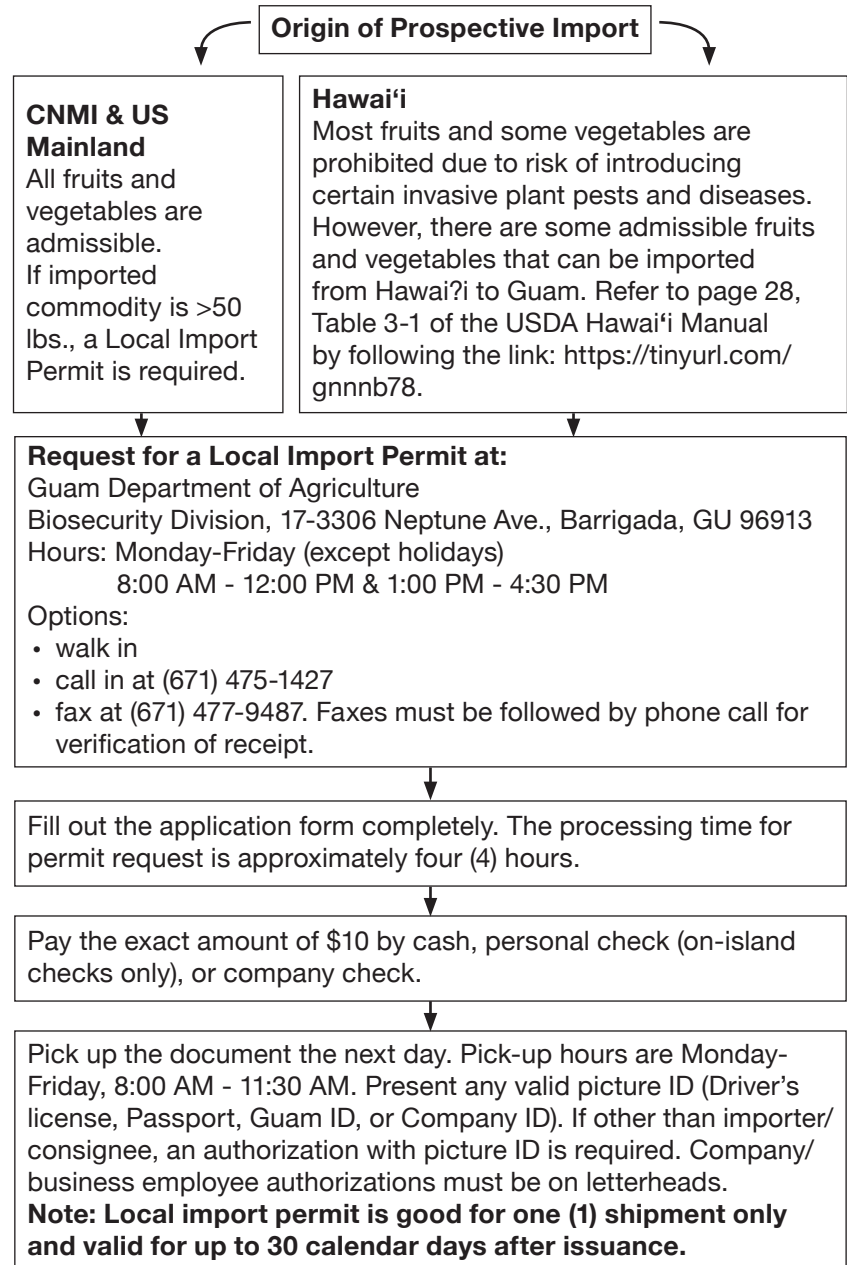 Origin of Prospective Import
CNMI & US
Mainland
All fruits and
vegetables are
admissible.
If imported
commodity is >50
lbs., a Local Import
Permit is required.
Hawai‘i
Most fruits and some vegetables are
prohibited due to risk of introducing
certain invasive plant pests and diseases.
However, there are some admissible fruits
and vegetables that can be imported
from Hawai?i to Guam. Refer to page 28,
Table 3-1 of the USDA Hawai‘i Manual
by following the link: https://tinyurl.com/
gnnnb78.
Request for a Local Import Permit at:
Guam Department of Agriculture
Biosecurity Division, 17-3306 Neptune Ave., Barrigada, GU 96913
Hours: Monday-Friday (except holidays)
8:00 AM - 12:00 PM & 1:00 PM - 4:30 PM
Options:
• walk in
• call in at (671) 475-1427
• fax at (671) 477-9487. Faxes must be followed by phone call for
verification of receipt.
Fill out the application form completely. The processing time for
permit request is approximately four (4) hours.
Pay the exact amount of $10 by cash, personal check (on-island
checks only), or company check.
Pick up the document the next day. Pick-up hours are Monday-
Friday, 8:00 AM - 11:30 AM. Present any valid picture ID (Driver’s
license, Passport, Guam ID, or Company ID). If other than importer/
consignee, an authorization with picture ID is required. Company/
business employee authorizations must be on letterheads.
Note: Local import permit is good for one (1) shipment only
and valid for up to 30 calendar days after issuance.